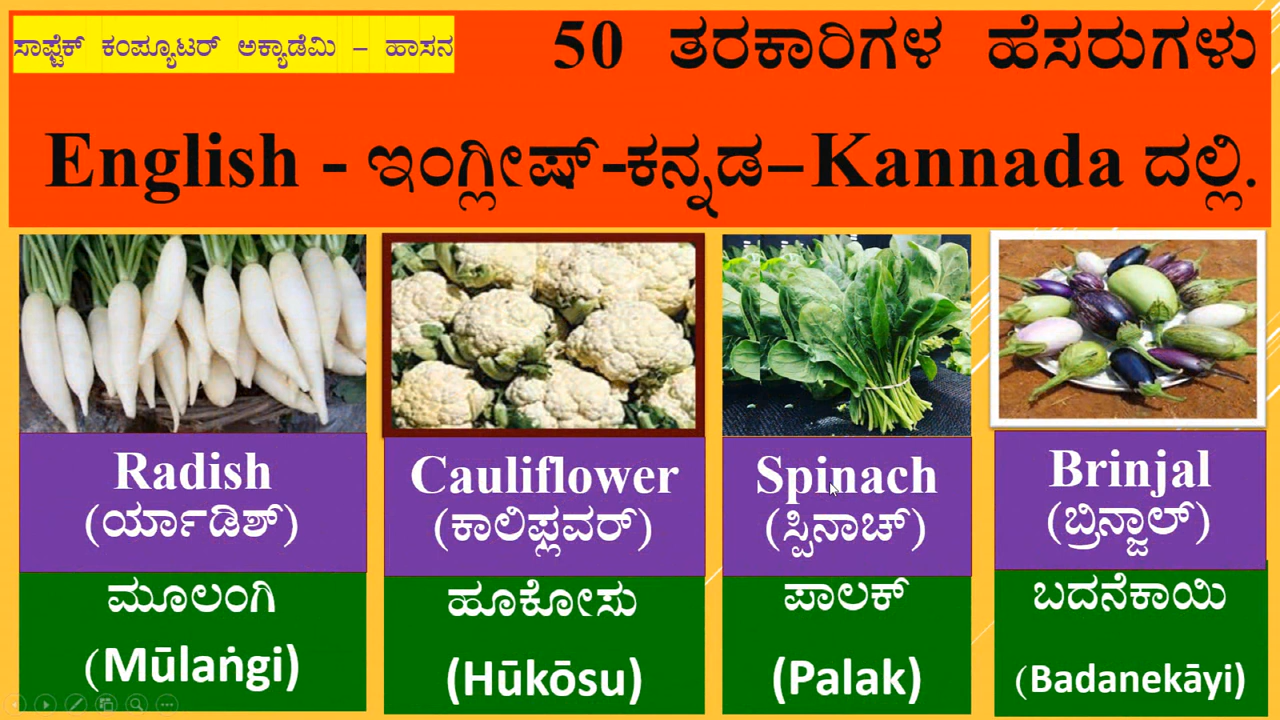 ಸಾಫ್ಟೆಕ್ ಕಂಪ್ಯೂಟರ್ ಅಕ್ಯಾಡೆಮಿ – ಹಾಸನ
50 ತರಕಾರಿಗಳ ಹೆಸರುಗಳು
English - ಇಂಗ್ಲೀಷ್-ಕನ್ನಡ–Kannada ದಲ್ಲಿ.
Radish
(ರ್ಯಾಡಿಶ್)
ಮೂಲಂಗಿ
(Mūlaṅgi)
Cauliflower
(ಕಾಲಿಫ್ಲವರ್)
ಹೂಕೋಸು
(Hūkōsu)
Spinach
(ಸ್ಪಿನಾಚ್)
ಪಾಲಕ್
(Palak)
Brinjal
(ಬ್ರಿನ್ಜಾಲ್)
ಬದನೆಕಾಯಿ
(Badanekāyi)